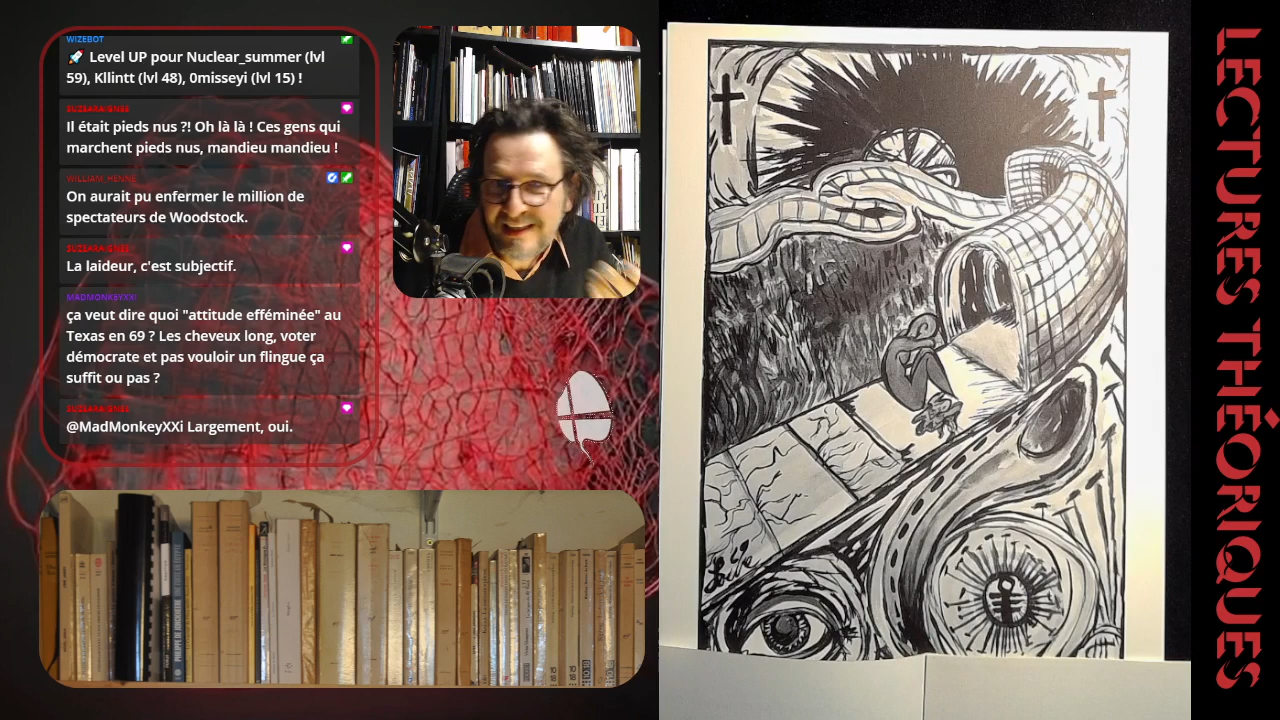 WIZEBOT
🚀 Level UP pour Nuclear_summer (lvl
59), Kllintt (lvl 48), 0misseyi (lvl 15) !
SUZEARAIGNEE
Il était pieds nus ?! Oh là là ! Ces gens qui
marchent pieds nus, mandieu mandieu !
WILLIAM_HENNE
On aurait pu enfermer le million de
spectateurs de Woodstock.
SUZEARAIGNEE
La laideur, c'est subjectif.
MADMONKEYXXI
ça veut dire quoi "attitude efféminée" au
Texas en 69 ? Les cheveux long, voter
démocrate et pas vouloir un flingue ça
suffit ou pas ?
SUZEARAIGNEE
@MadMonkeyXXi Largement, oui.
LECTURES THÉORIQUES